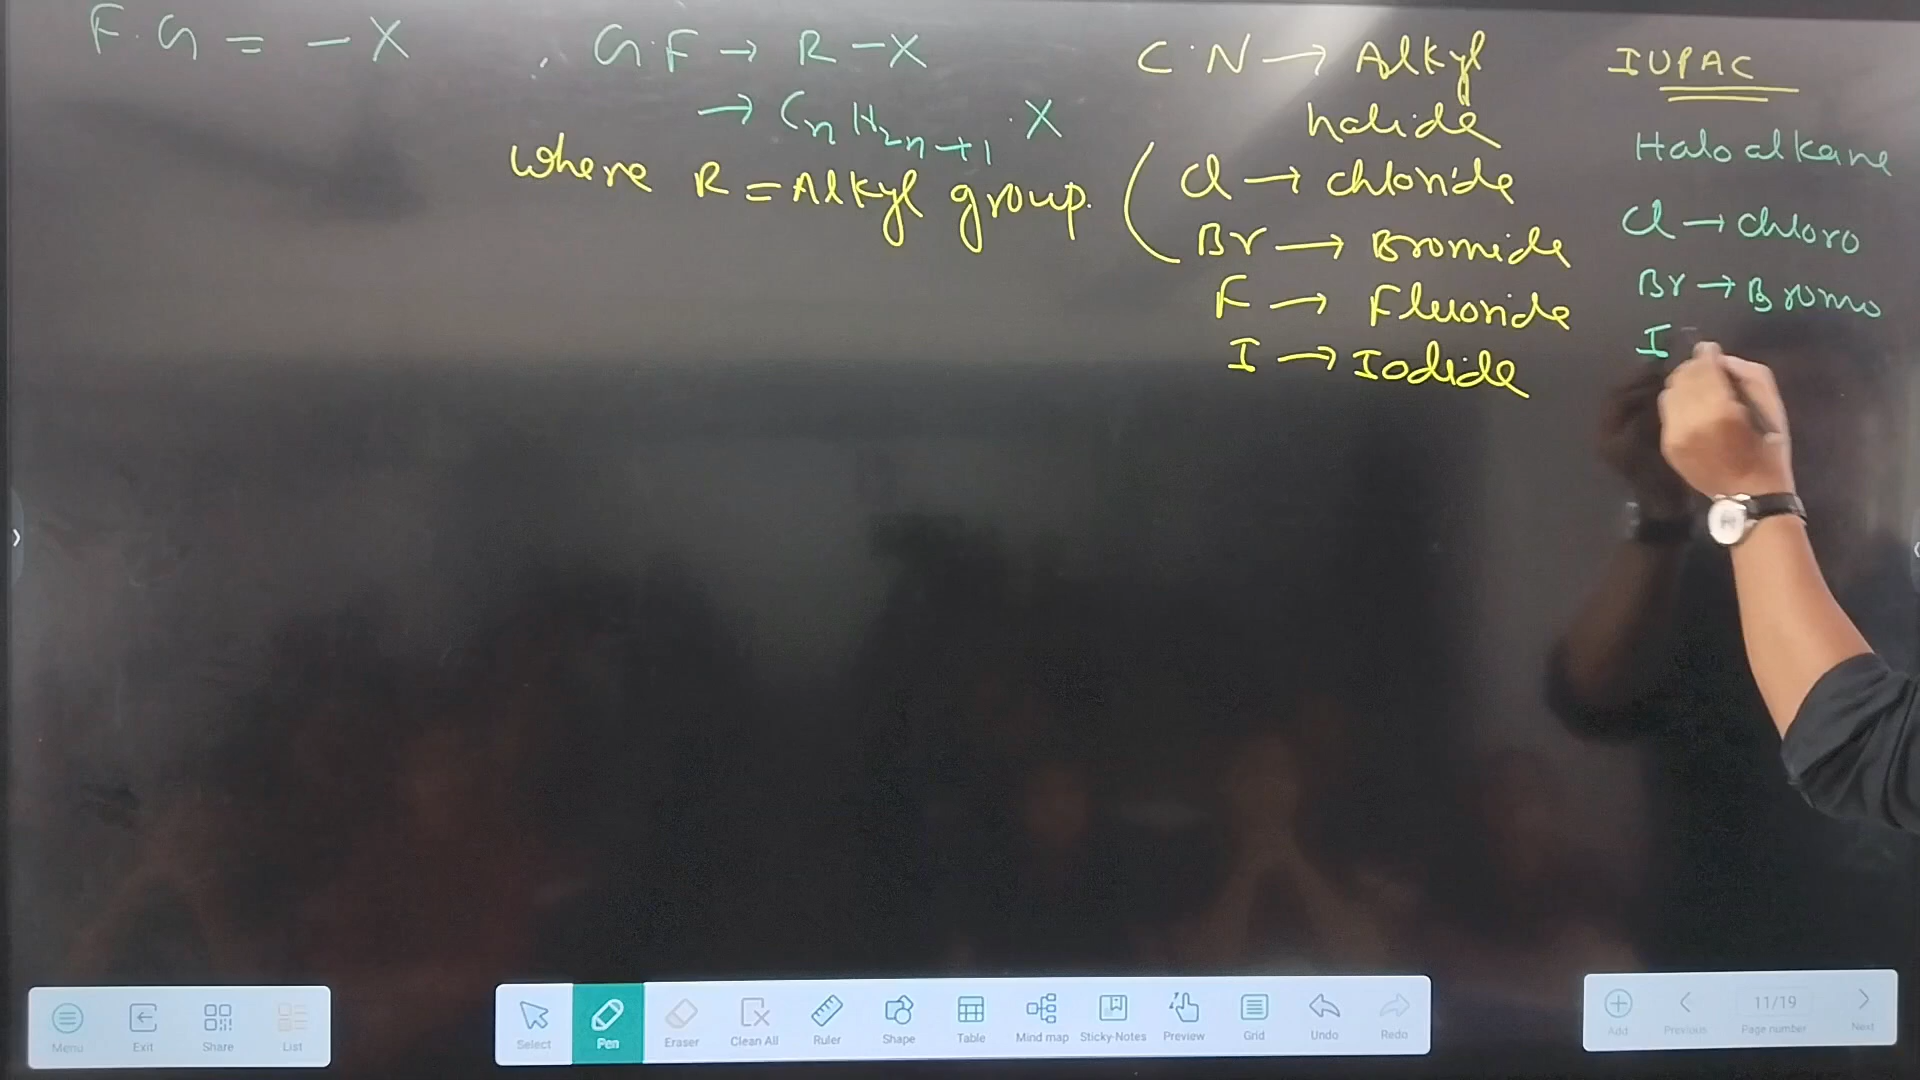 F.G = -X
G.F → R-X
→ CnH2n+1 . X
where R = Alkyl group.
C.N → Alkyl
halide
( Cl → chloride
Br → Bromide
F → Fluoride
I → Iodide
IUPAC
Haloalkane
Cl → chloro
Br → Bromo
I
Menu
Exit
Share
List
Select
Pen
Eraser
Clean All
Ruler
Shape
Table
Mind map
Sticky-Notes
Preview
Grid
Undo
Redo
Add
Previous
11/19
Page number
Next